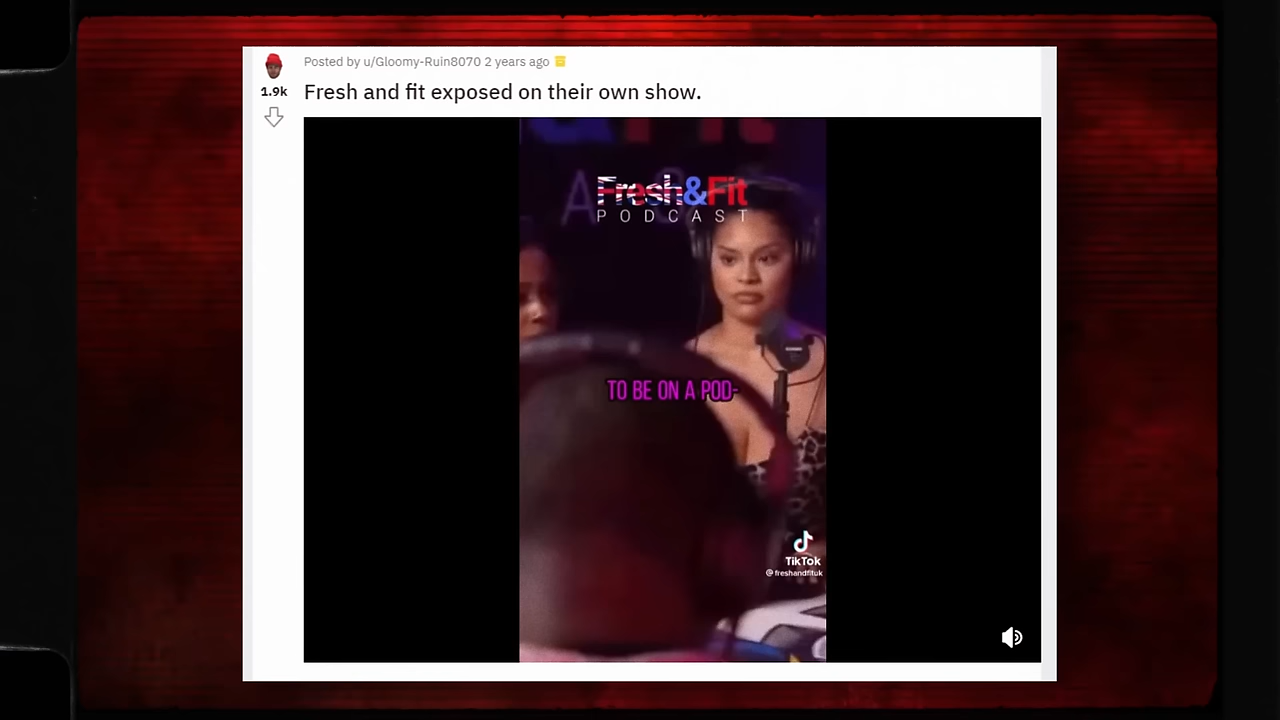 Posted by u/Gloomy-Ruin8070 2 years ago
1.9k
Fresh and fit exposed on their own show.
Fresh&Fit
PODCAST
TO BE ON A POD-
TikTok
@freshandfituk